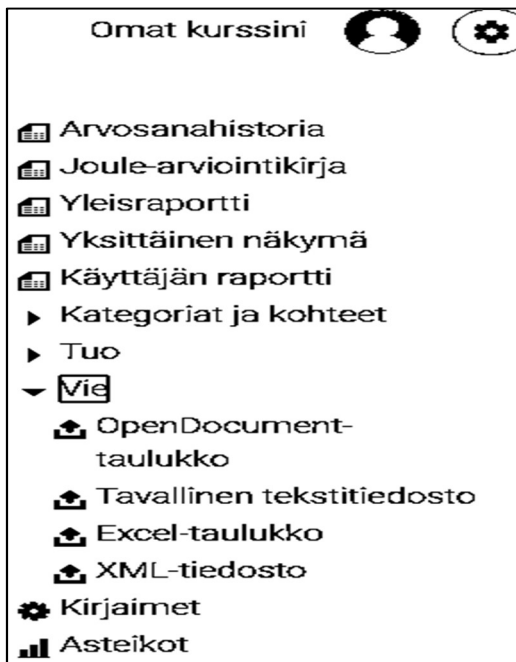 Omat kurssini
Arvosanahistoria
Joule-arviointikirja
Yleisraportti
Yksittäinen näkymä
Käyttäjän raportti
Kategoriat ja kohteet
Tuo
Vie
OpenDocument-
taulukko
Tavallinen tekstitiedosto
Excel-taulukko
XML-tiedosto
Kirjaimet
Asteikot